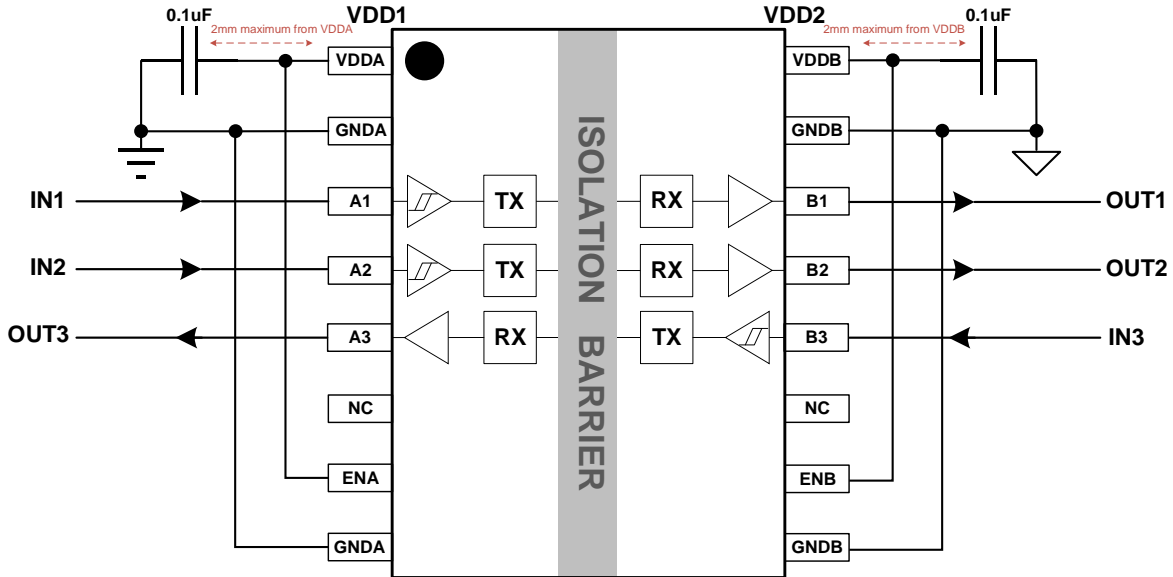 0.1uF
VDD1
VDD2
0.1uF
2mm maximum from VDDA
2mm maximum from VDDB
VDDA
VDDB
GNDA
GNDB
ISOLATION BARRIER
IN1
A1
TX
RX
B1
OUT1
IN2
A2
TX
RX
B2
OUT2
OUT3
A3
RX
TX
B3
IN3
NC
NC
ENA
ENB
GNDA
GNDB